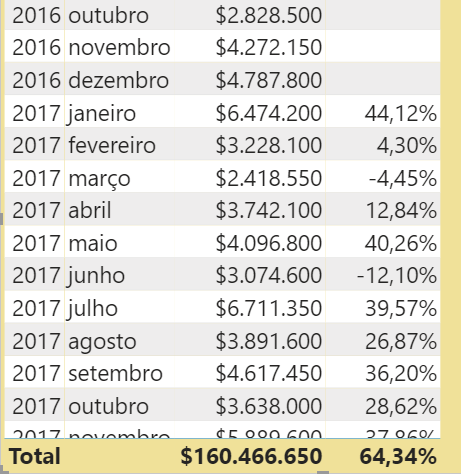 2016 outubro $2.828.500
2016 novembro $4.272.150
2016 dezembro $4.787.800
2017 janeiro $6.474.200 44,12%
2017 fevereiro $3.228.100 4,30%
2017 março $2.418.550 -4,45%
2017 abril $3.742.100 12,84%
2017 maio $4.096.800 40,26%
2017 junho $3.074.600 -12,10%
2017 julho $6.711.350 39,57%
2017 agosto $3.891.600 26,87%
2017 setembro $4.617.450 36,20%
2017 outubro $3.638.000 28,62%
2017 novembro $5.889.600 37,86%
Total $160.466.650 64,34%